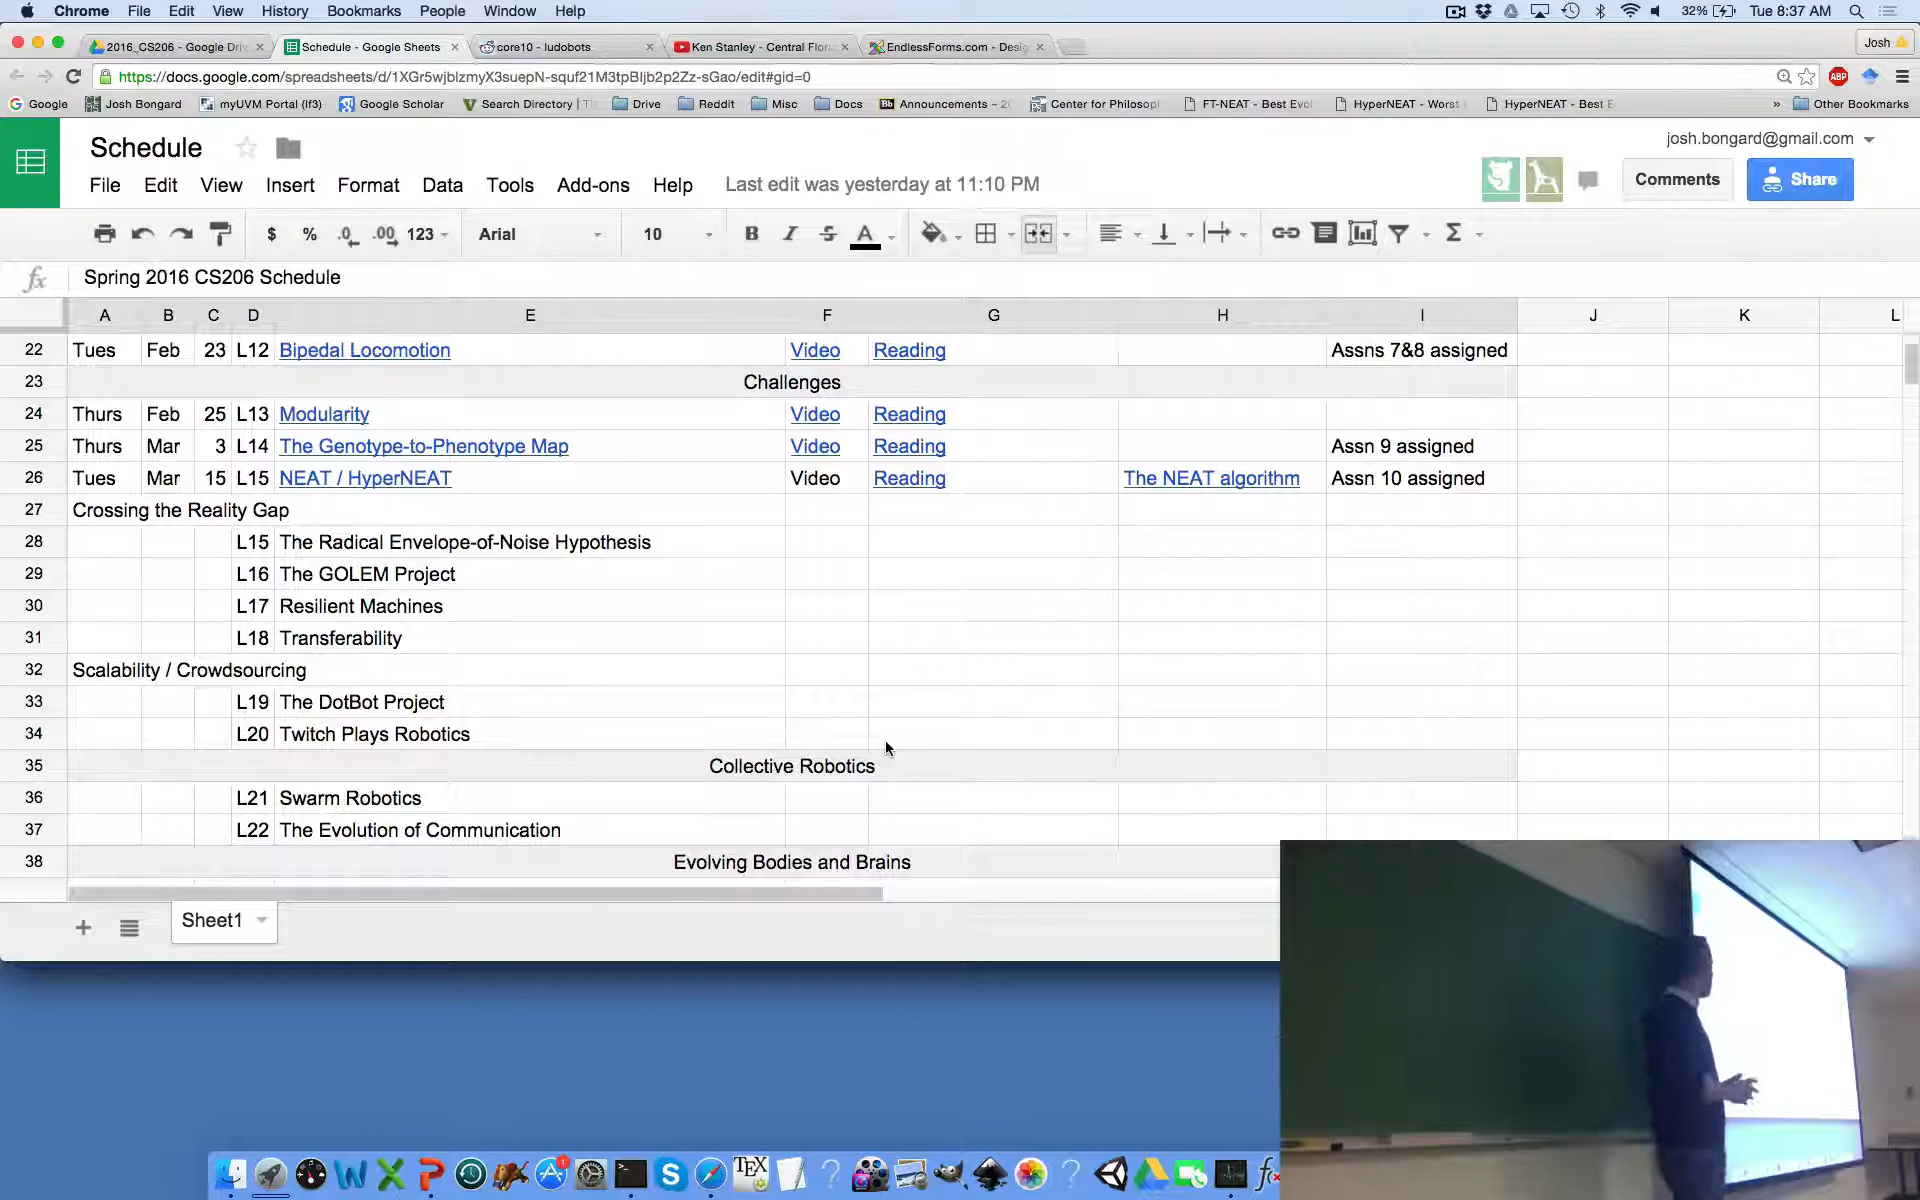 Chrome File Edit View History Bookmarks People Window Help 32% Tue 8:37 AM
2016_CS206 - Google Dri Schedule - Google Sheets core10 - ludobots Ken Stanley - Central Flor EndlessForms.com - Desi Josh
https://docs.google.com/spreadsheets/d/1XGr5wjblzmyX3suepN-squf21M3tpBIjb2p2Zz-sGao/edit#gid=0 ABP
Google Josh Bongard myUVM Portal (lf3) Google Scholar Search Directory | T Drive Reddit Misc Docs Announcements – 2 Center for Philosopl FT-NEAT - Best Evol HyperNEAT - Worst HyperNEAT - Best E » Other Bookmarks
Schedule josh.bongard@gmail.com
File Edit View Insert Format Data Tools Add-ons Help Last edit was yesterday at 11:10 PM Comments Share
$ % .0 .00 123 Arial 10 B I S A Σ
fx Spring 2016 CS206 Schedule
A B C D E F G H I J K L
22 Tues Feb 23 L12 Bipedal Locomotion Video Reading Assns 7&8 assigned
23 Challenges
24 Thurs Feb 25 L13 Modularity Video Reading
25 Thurs Mar 3 L14 The Genotype-to-Phenotype Map Video Reading Assn 9 assigned
26 Tues Mar 15 L15 NEAT / HyperNEAT Video Reading The NEAT algorithm Assn 10 assigned
27 Crossing the Reality Gap
28 L15 The Radical Envelope-of-Noise Hypothesis
29 L16 The GOLEM Project
30 L17 Resilient Machines
31 L18 Transferability
32 Scalability / Crowdsourcing
33 L19 The DotBot Project
34 L20 Twitch Plays Robotics
35 Collective Robotics
36 L21 Swarm Robotics
37 L22 The Evolution of Communication
38 Evolving Bodies and Brains
+ Sheet1
W X P S TEX ? ? fx